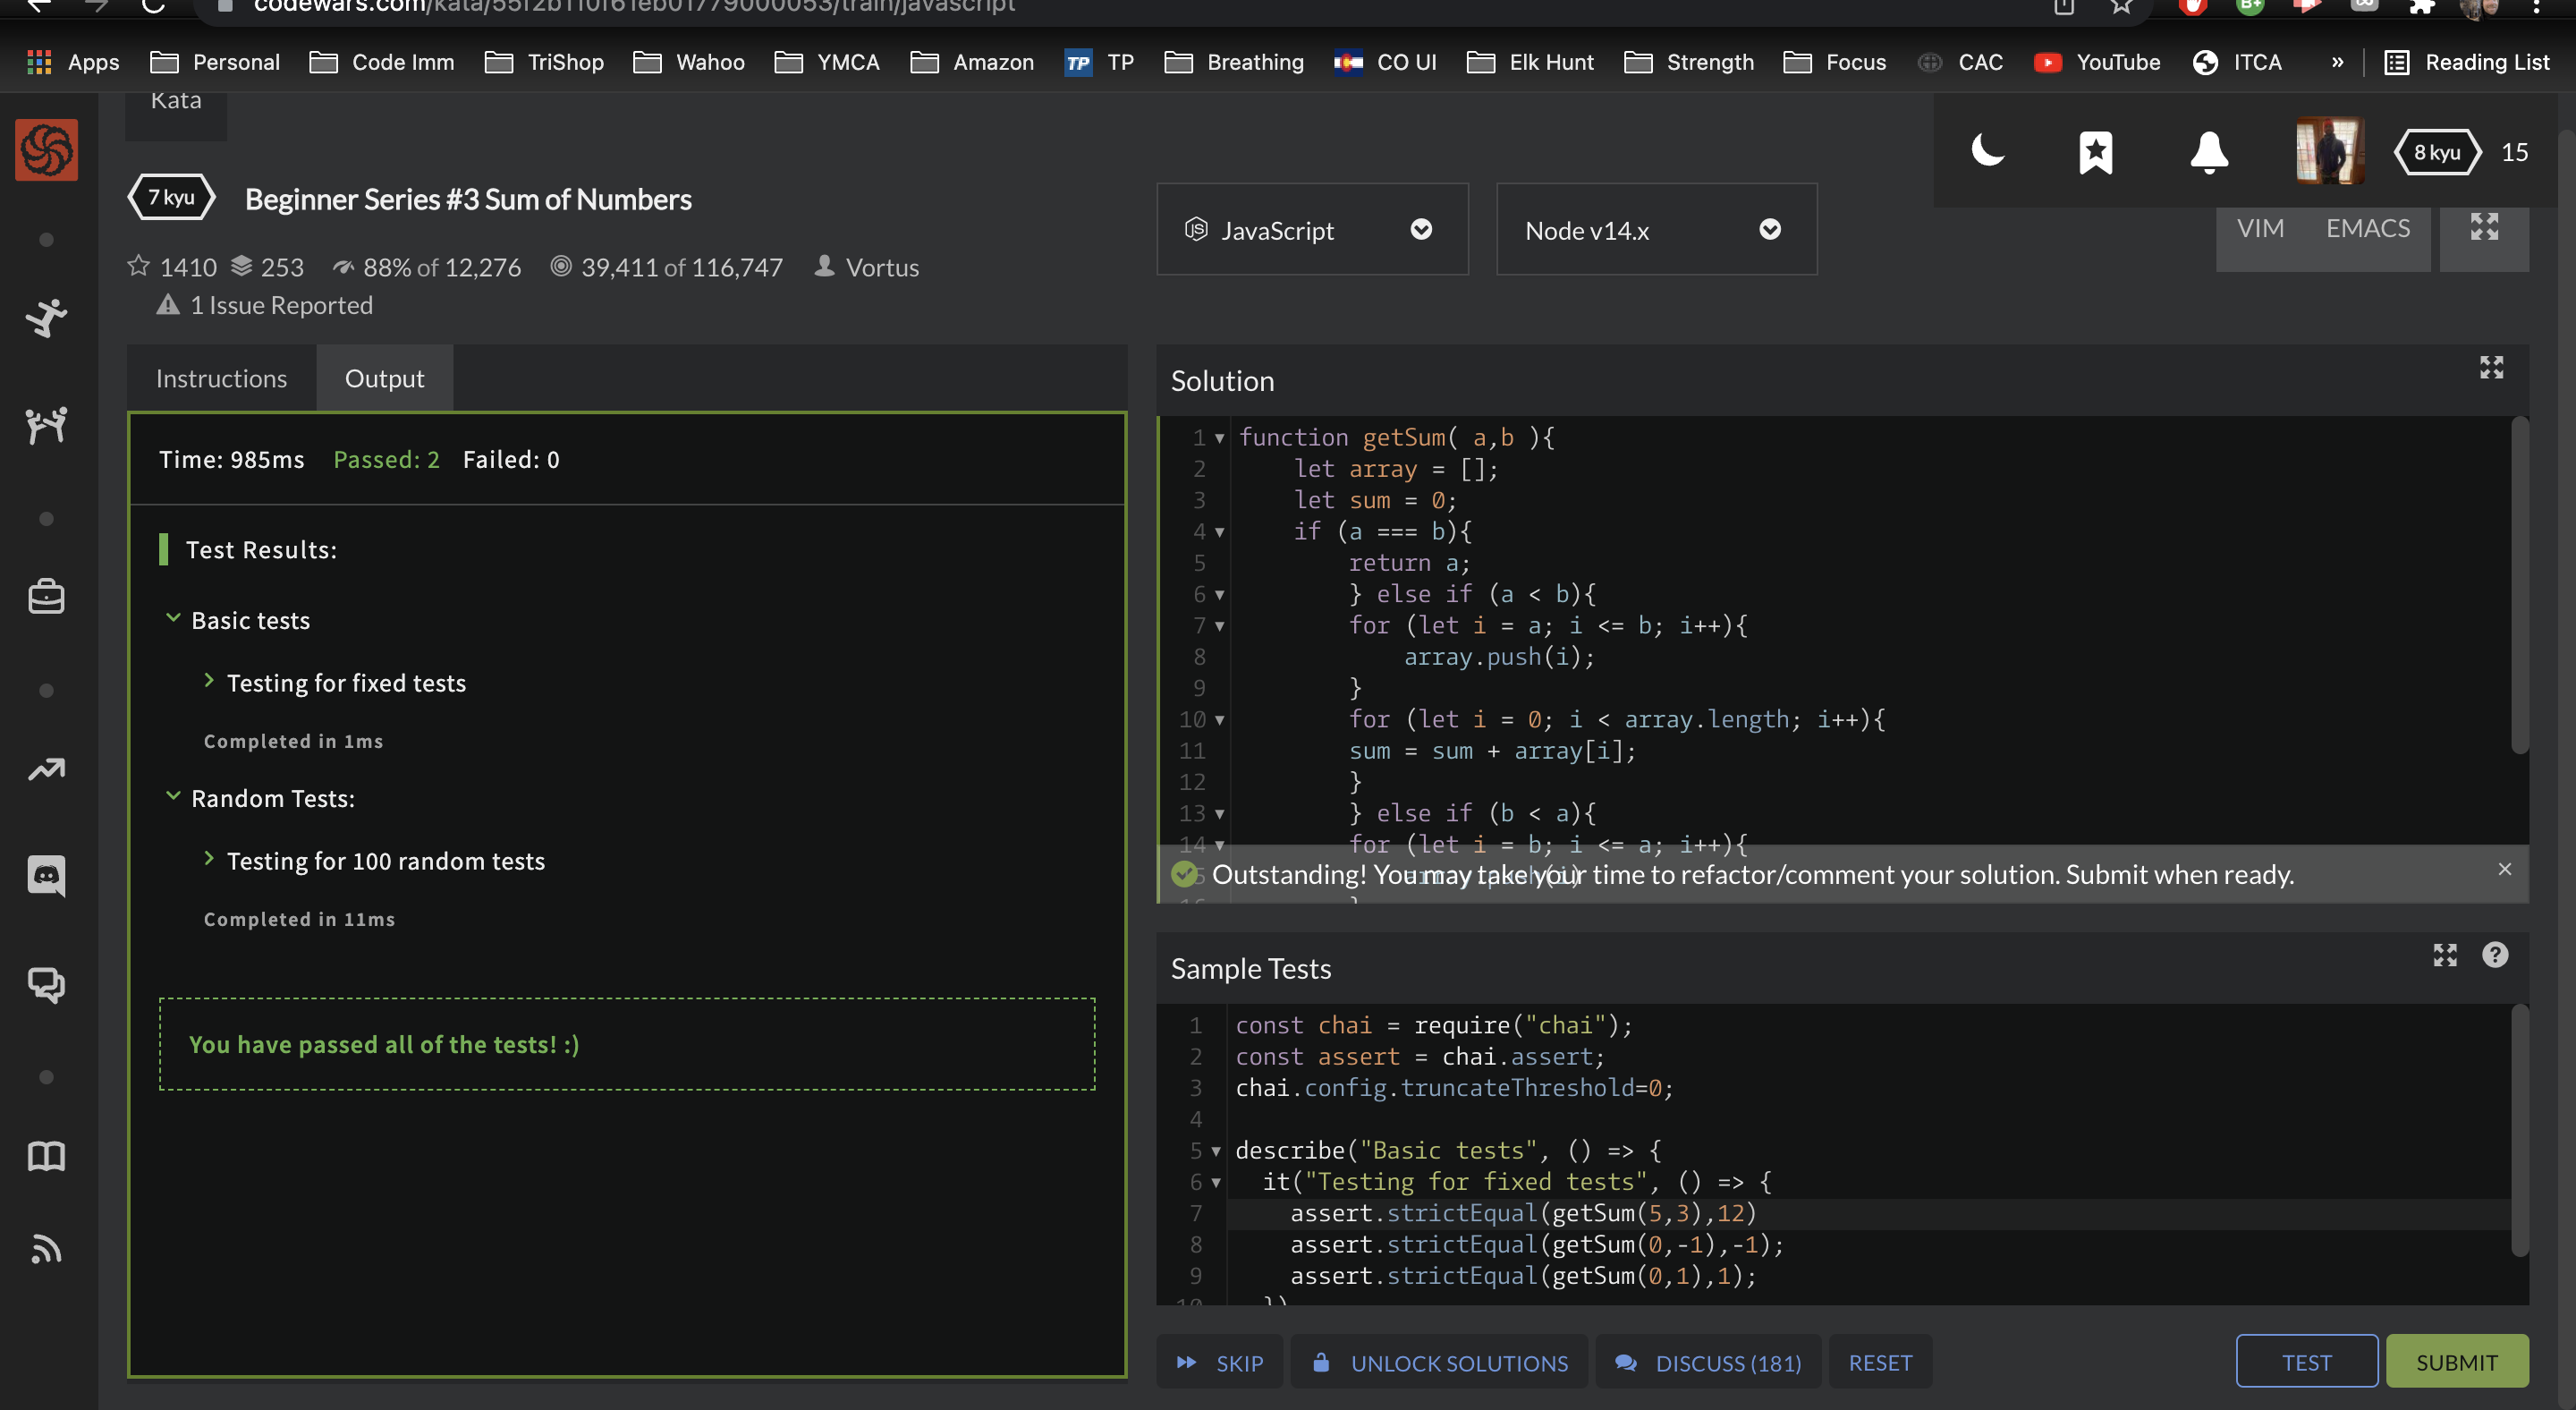 codewars.com/kata/55f2b110f61eb01779000053/train/javascript
Apps Personal Code Imm TriShop Wahoo YMCA Amazon TP TP Breathing CO UI Elk Hunt Strength Focus CAC YouTube ITCA » Reading List
Kata
7 kyu Beginner Series #3 Sum of Numbers
1410 253 88% of 12,276 39,411 of 116,747 Vortus
1 Issue Reported
JavaScript
Node v14.x
8 kyu 15
VIM EMACS
Instructions Output
Time: 985ms Passed: 2 Failed: 0
Test Results:
Basic tests
Testing for fixed tests
Completed in 1ms
Random Tests:
Testing for 100 random tests
Completed in 11ms
You have passed all of the tests! :)
Solution
1 function getSum( a,b ){
2 let array = [];
3 let sum = 0;
4 if (a === b){
5 return a;
6 } else if (a < b){
7 for (let i = a; i <= b; i++){
8 array.push(i);
9 }
10 for (let i = 0; i < array.length; i++){
11 sum = sum + array[i];
12 }
13 } else if (b < a){
14 for (let i = b; i <= a; i++){
Outstanding! You may take your time to refactor/comment your solution. Submit when ready.
Sample Tests
1 const chai = require("chai");
2 const assert = chai.assert;
3 chai.config.truncateThreshold=0;
4
5 describe("Basic tests", () => {
6 it("Testing for fixed tests", () => {
7 assert.strictEqual(getSum(5,3),12)
8 assert.strictEqual(getSum(0,-1),-1);
9 assert.strictEqual(getSum(0,1),1);
10 })
SKIP UNLOCK SOLUTIONS DISCUSS (181) RESET TEST SUBMIT